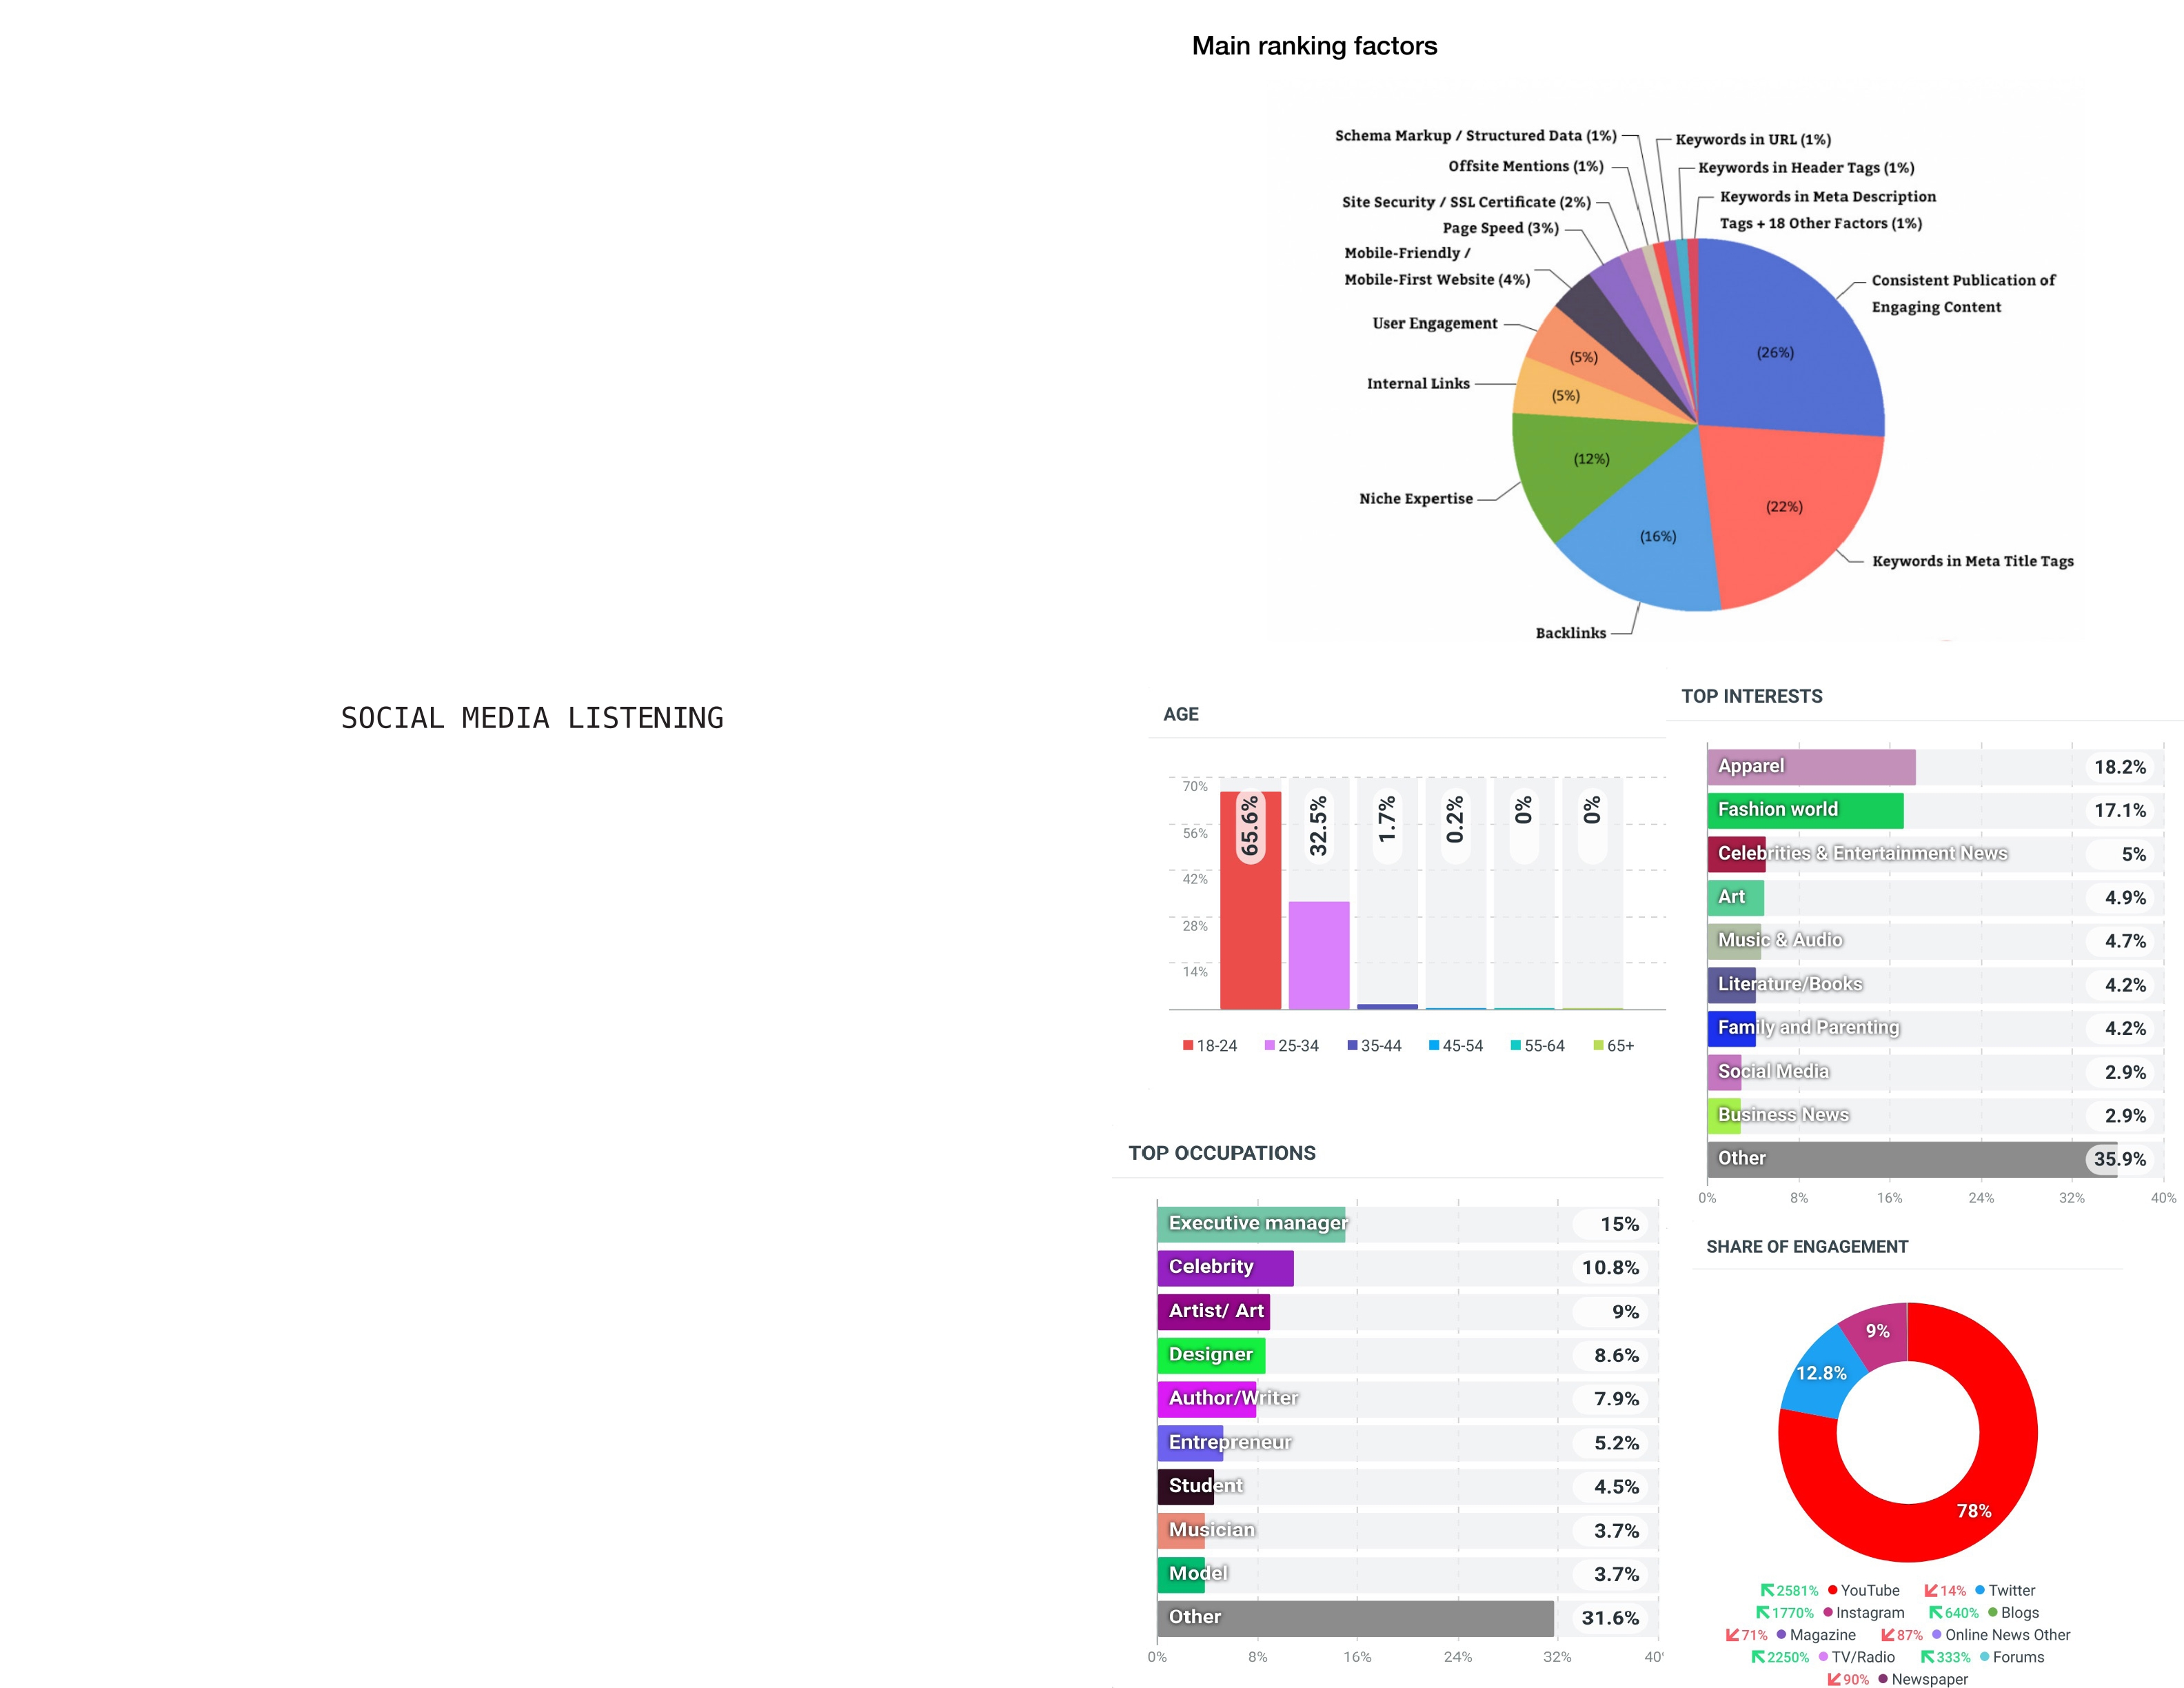 Main ranking factors
Schema Markup / Structured Data (1%)
Keywords in URL (1%)
Offsite Mentions (1%)
Keywords in Header Tags (1%)
Site Security / SSL Certificate (2%)
Keywords in Meta Description
Tags + 18 Other Factors (1%)
Page Speed (3%)
Mobile-Friendly /
Mobile-First Website (4%)
Consistent Publication of
Engaging Content
User Engagement
(26%)
(5%)
Internal Links
(5%)
(12%)
Niche Expertise
(22%)
(16%)
Keywords in Meta Title Tags
Backlinks
SOCIAL MEDIA LISTENING
AGE
70%
56%
42%
28%
14%
65.6%
32.5%
1.7%
0.2%
0%
0%
18-24 25-34 35-44 45-54 55-64 65+
TOP INTERESTS
Apparel 18.2%
Fashion world 17.1%
Celebrities & Entertainment News 5%
Art 4.9%
Music & Audio 4.7%
Literature/Books 4.2%
Family and Parenting 4.2%
Social Media 2.9%
Business News 2.9%
Other 35.9%
0% 8% 16% 24% 32% 40%
TOP OCCUPATIONS
Executive manager 15%
Celebrity 10.8%
Artist/ Art 9%
Designer 8.6%
Author/Writer 7.9%
Entrepreneur 5.2%
Student 4.5%
Musician 3.7%
Model 3.7%
Other 31.6%
0% 8% 16% 24% 32% 40
SHARE OF ENGAGEMENT
9%
12.8%
78%
2581% YouTube 14% Twitter
1770% Instagram 640% Blogs
71% Magazine 87% Online News Other
2250% TV/Radio 333% Forums
90% Newspaper